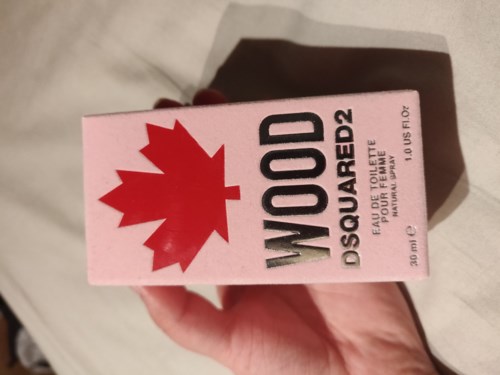 WOOD
DSQUARED2
EAU DE TOILETTE
POUR FEMME
NATURAL SPRAY
30 ml ℮ 1.0 US Fl.Oz